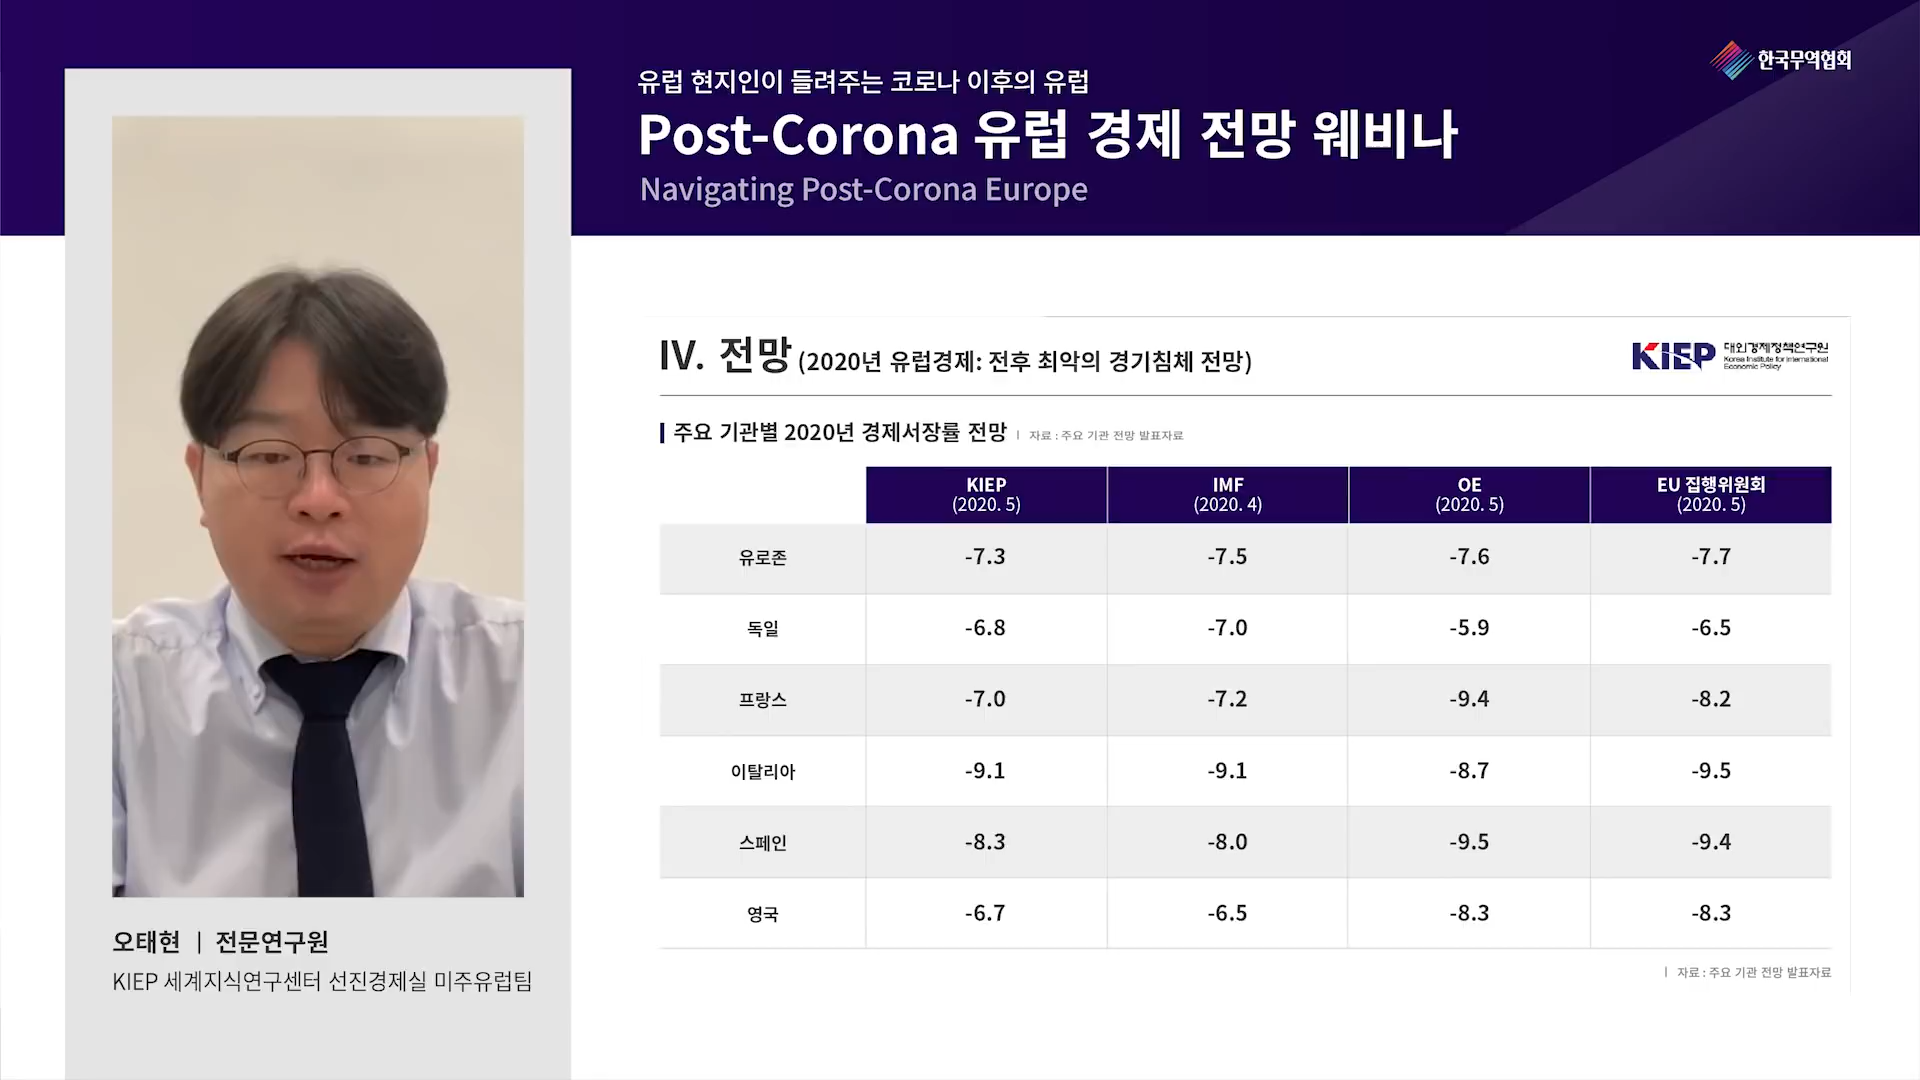 유럽 현지인이 들려주는 코로나 이후의 유럽
Post-Corona 유럽 경제 전망 웨비나
Navigating Post-Corona Europe
한국무역협회
IV. 전망 (2020년 유럽경제: 전후 최악의 경기침체 전망)
KIEP 대외경제정책연구원
Korea Institute for International
Economic Policy
주요 기관별 2020년 경제서장률 전망 | 자료 : 주요 기관 전망 발표자료
KIEP IMF OE EU 집행위원회
(2020. 5) (2020. 4) (2020. 5) (2020. 5)
유로존 -7.3 -7.5 -7.6 -7.7
독일 -6.8 -7.0 -5.9 -6.5
프랑스 -7.0 -7.2 -9.4 -8.2
이탈리아 -9.1 -9.1 -8.7 -9.5
스페인 -8.3 -8.0 -9.5 -9.4
영국 -6.7 -6.5 -8.3 -8.3
| 자료 : 주요 기관 전망 발표자료
오태현 | 전문연구원
KIEP 세계지식연구센터 선진경제실 미주유럽팀